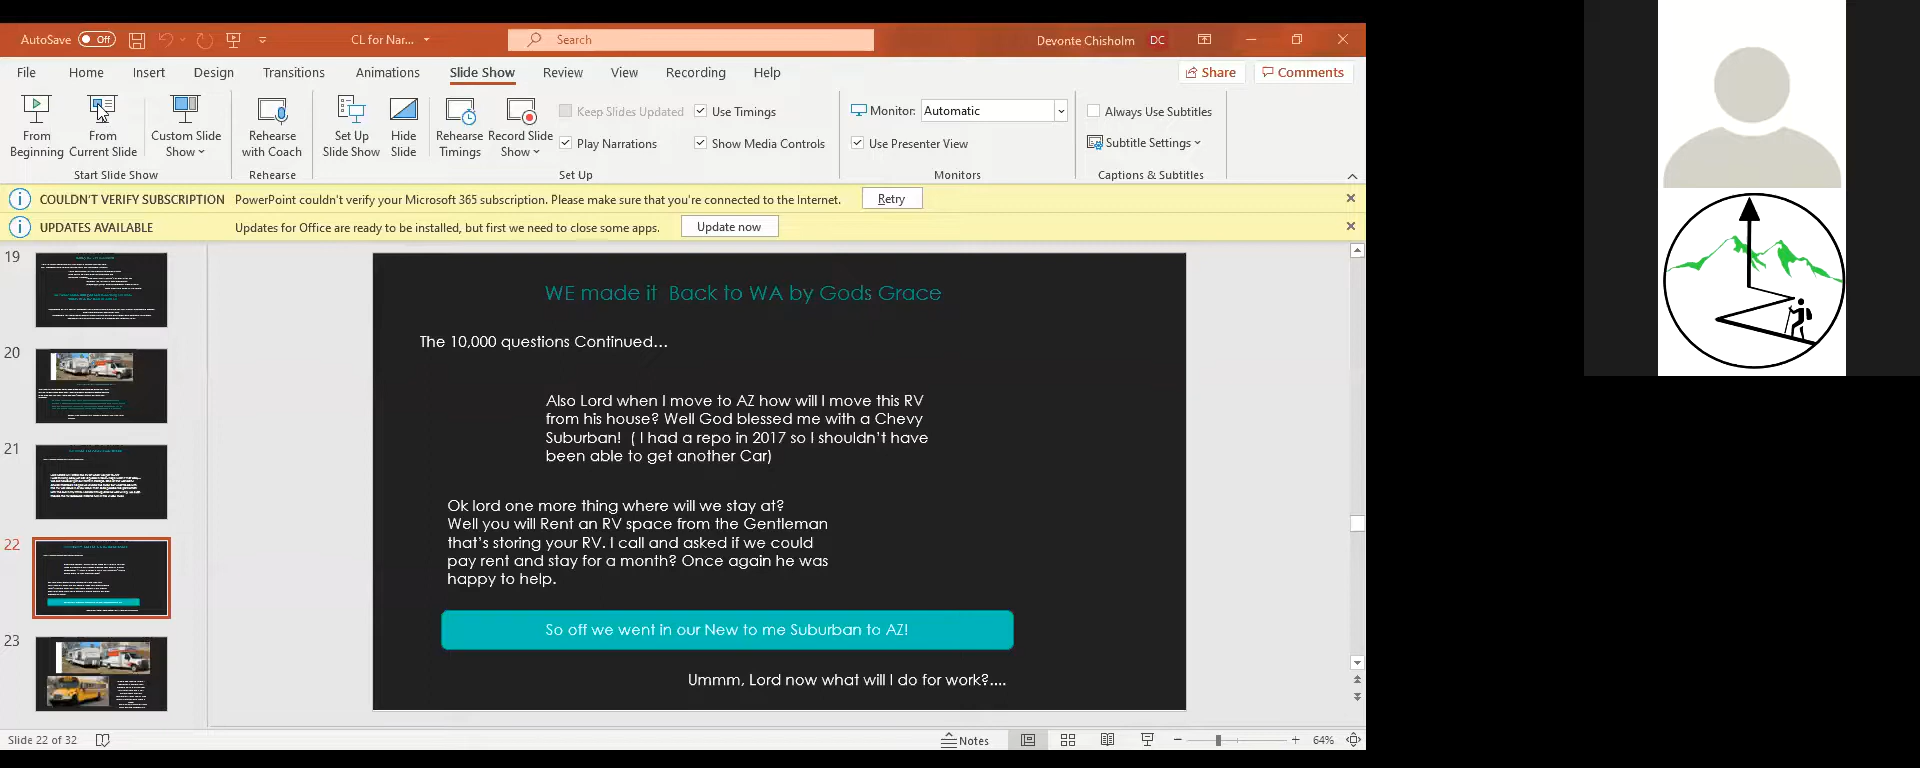 AutoSave Off CL for Nar... Search Devonte Chisholm DC
File Home Insert Design Transitions Animations Slide Show Review View Recording Help Share Comments
From Beginning
From Current Slide
Custom Slide Show
Rehearse with Coach
Set Up Slide Show
Hide Slide
Rehearse Timings
Record Slide Show
Keep Slides Updated
Play Narrations
Use Timings
Show Media Controls
Monitor: Automatic
Use Presenter View
Always Use Subtitles
Subtitle Settings
Start Slide Show Rehearse Set Up Monitors Captions & Subtitles
COULDN'T VERIFY SUBSCRIPTION PowerPoint couldn't verify your Microsoft 365 subscription. Please make sure that you're connected to the Internet. Retry
UPDATES AVAILABLE Updates for Office are ready to be installed, but first we need to close some apps. Update now
19
20
21
22
23
WE made it Back to WA by Gods Grace
The 10,000 questions Continued...
Also Lord when I move to AZ how will I move this RV
from his house? Well God blessed me with a Chevy
Suburban! ( I had a repo in 2017 so I shouldn't have
been able to get another Car)
Ok lord one more thing where will we stay at?
Well you will Rent an RV space from the Gentleman
that's storing your RV. I call and asked if we could
pay rent and stay for a month? Once again he was
happy to help.
So off we went in our New to me Suburban to AZ!
Ummm, Lord now what will I do for work?....
Slide 22 of 32 Notes 64%